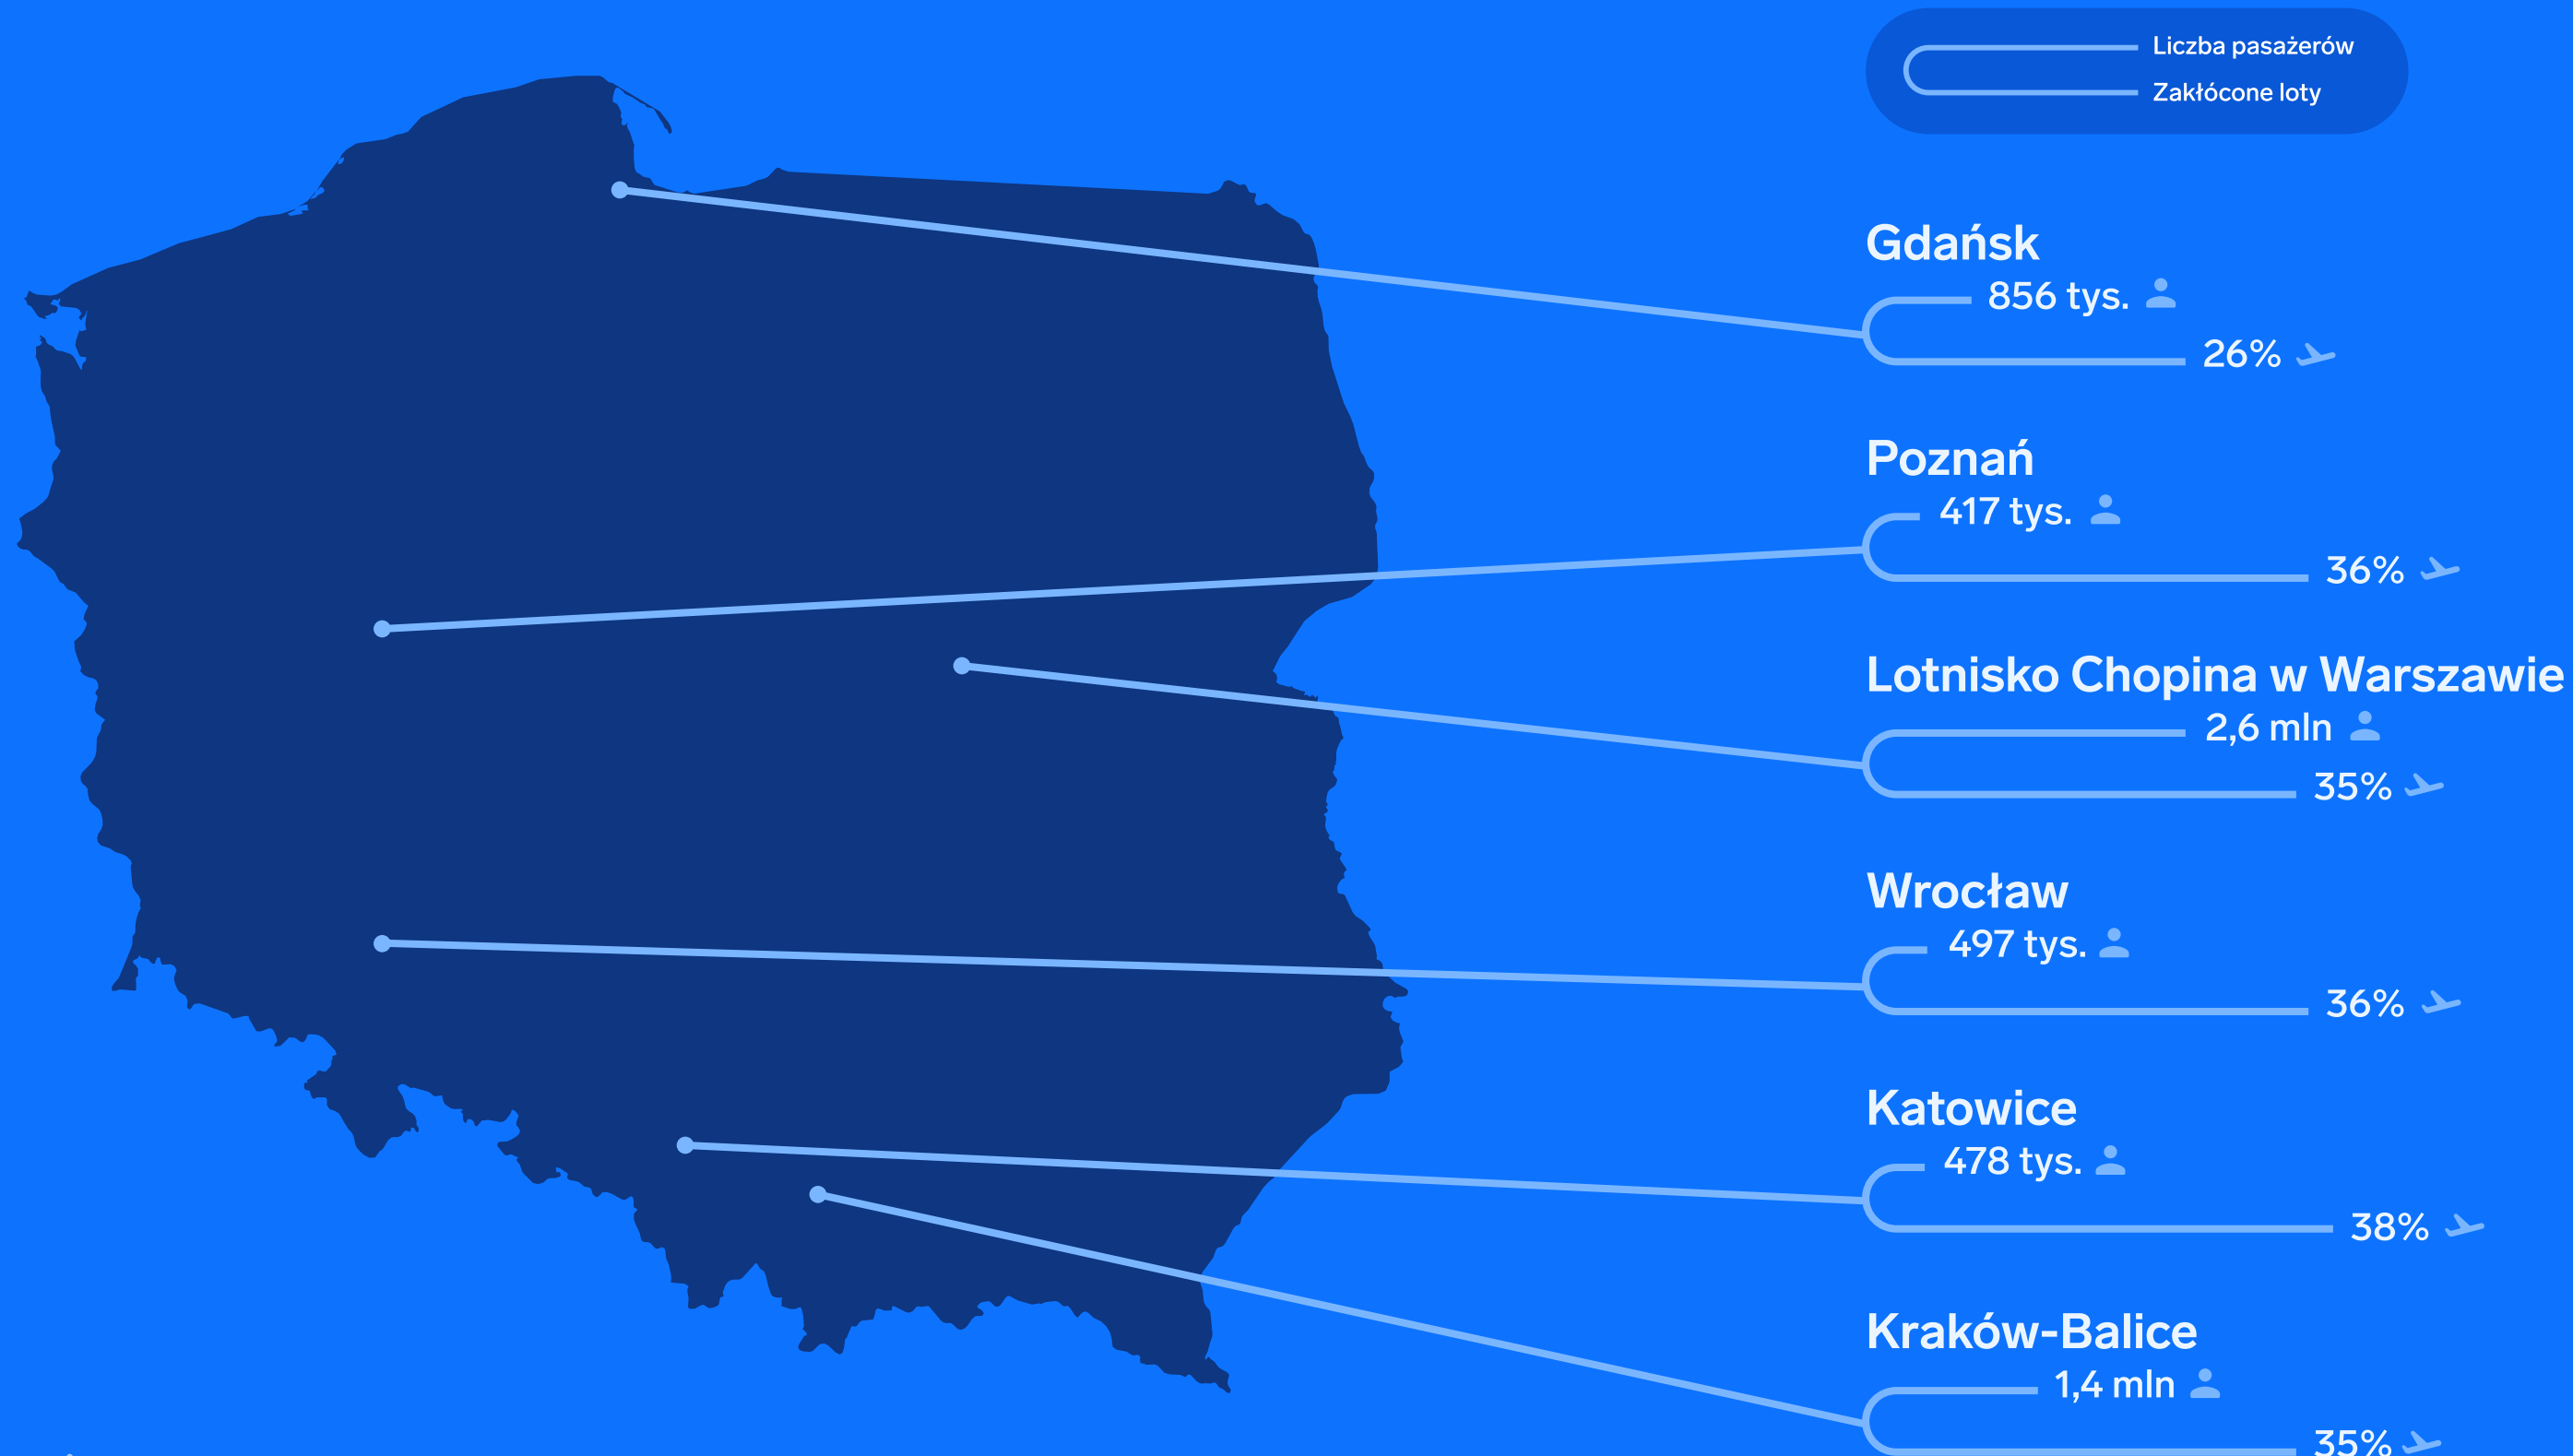 Liczba pasażerów
Zakłócone loty
Gdańsk
856 tys.
26%
Poznań
417 tys.
36%
Lotnisko Chopina w Warszawie
2,6 mln
35%
Wrocław
497 tys.
36%
Katowice
478 tys.
38%
Kraków-Balice
1,4 mln
35%